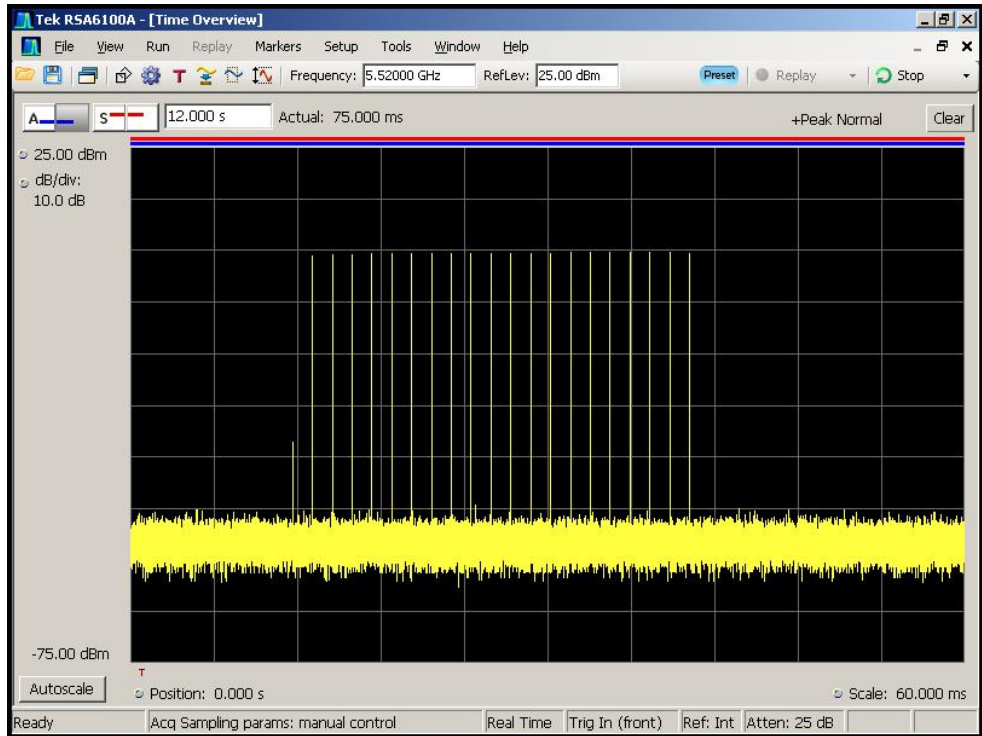 Tek RSA6100A - [Time Overview]
File View Run Replay Markers Setup Tools Window Help
T Frequency: 5.52000 GHz RefLev: 25.00 dBm Preset Replay Stop
A S 12.000 s Actual: 75.000 ms +Peak Normal Clear
25.00 dBm
dB/div:
10.0 dB
-75.00 dBm
T
Autoscale Position: 0.000 s Scale: 60.000 ms
Ready Acq Sampling params: manual control Real Time Trig In (front) Ref: Int Atten: 25 dB